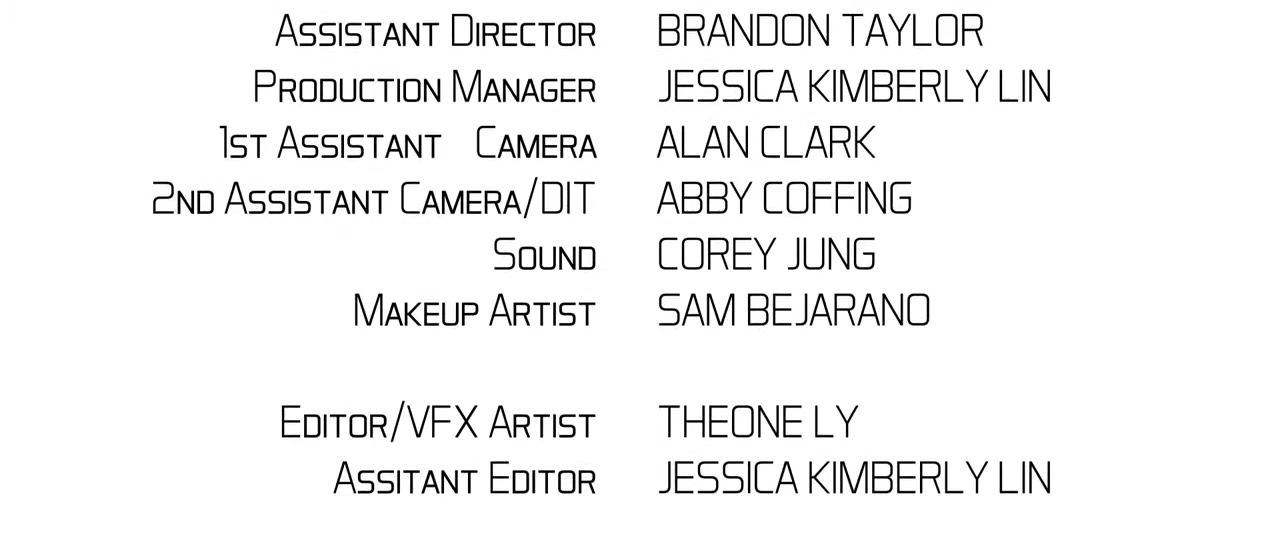 Assistant Director BRANDON TAYLOR
Production Manager JESSICA KIMBERLY LIN
1st Assistant Camera ALAN CLARK
2nd Assistant Camera/DIT ABBY COFFING
Sound COREY JUNG
Makeup Artist SAM BEJARANO
Editor/VFX Artist THEONE LY
Assitant Editor JESSICA KIMBERLY LIN